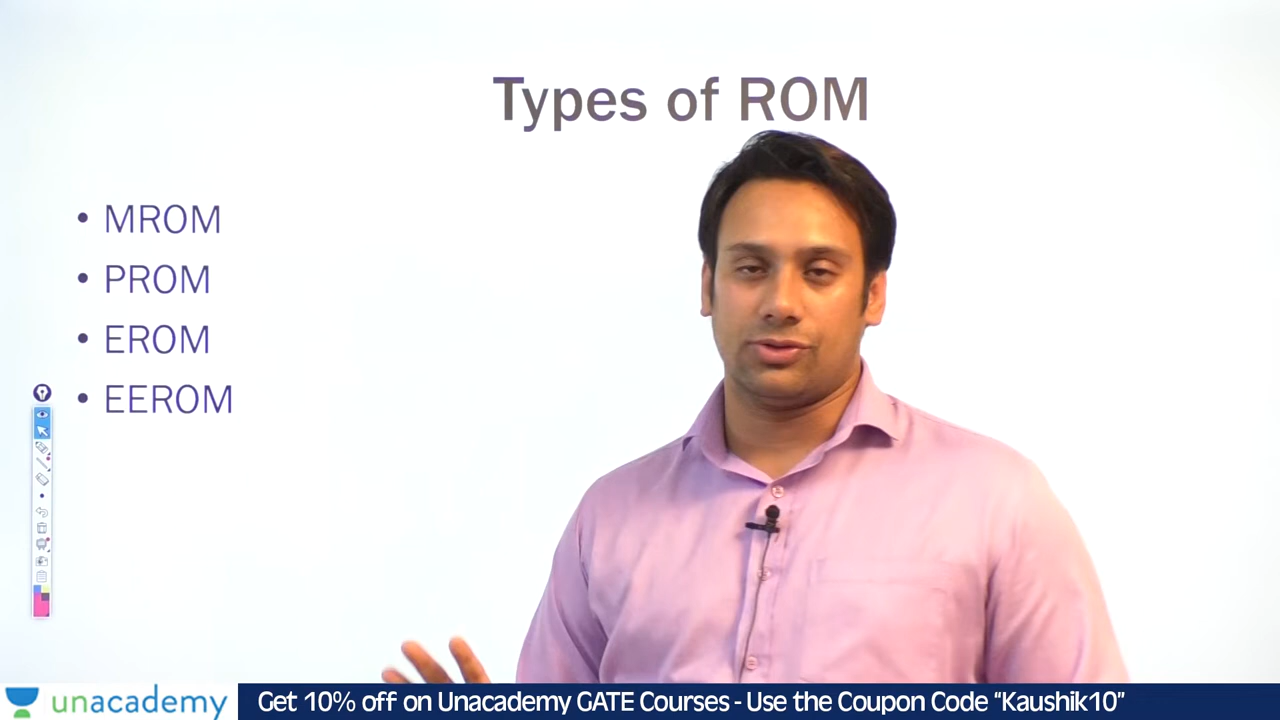 Types of ROM
• MROM
• PROM
• EROM
• EEROM
unacademy
Get 10% off on Unacademy GATE Courses - Use the Coupon Code “Kaushik10”